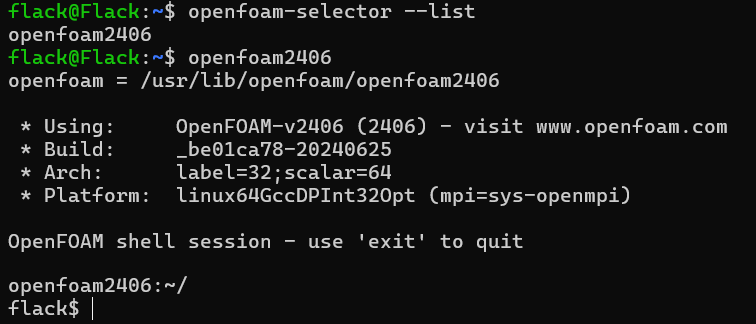 flack@Flack:~$ openfoam-selector --list
openfoam2406
flack@Flack:~$ openfoam2406
openfoam = /usr/lib/openfoam/openfoam2406
* Using: OpenFOAM-v2406 (2406) - visit www.openfoam.com
* Build: _be01ca78-20240625
* Arch: label=32;scalar=64
* Platform: linux64GccDPInt32Opt (mpi=sys-openmpi)
OpenFOAM shell session - use 'exit' to quit
openfoam2406:~/
flack$